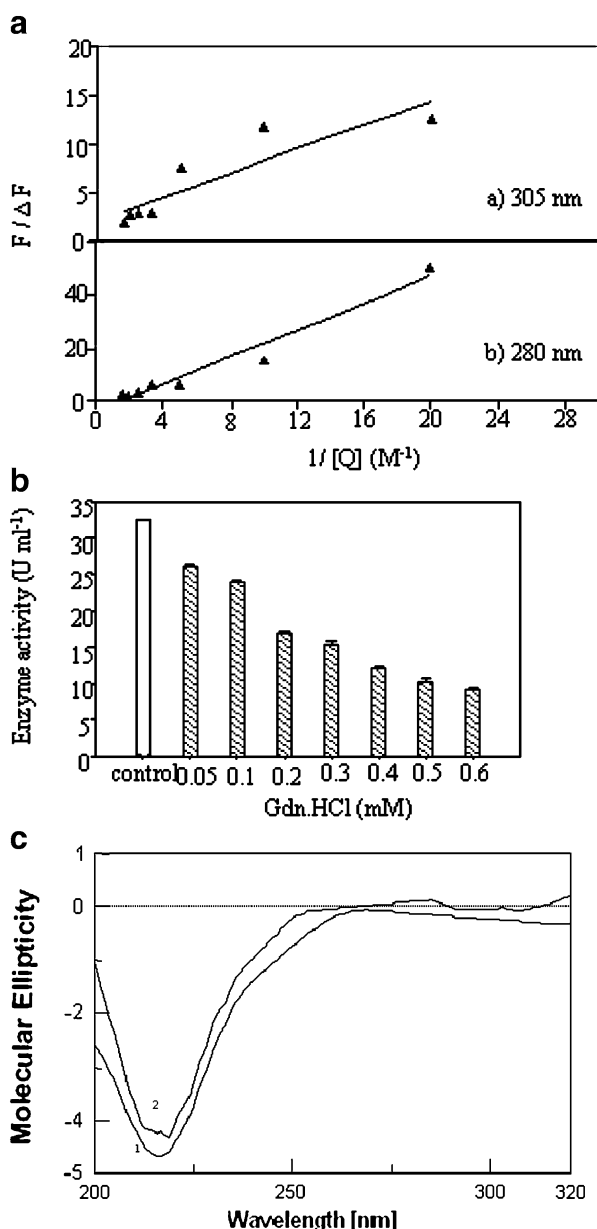 a
20
15
10
5
0
F / ΔF
a) 305 nm
40
20
0
b) 280 nm
0 4 8 12 16 20 24 28
1/ [Q] (M⁻¹)
b
35
30
25
20
15
10
5
0
Enzyme activity (U ml⁻¹)
control 0.05 0.1 0.2 0.3 0.4 0.5 0.6
Gdn.HCl (mM)
c
1
0
-2
-4
-5
Molecular Ellipticity
2
1
200 250 300 320
Wavelength [nm]